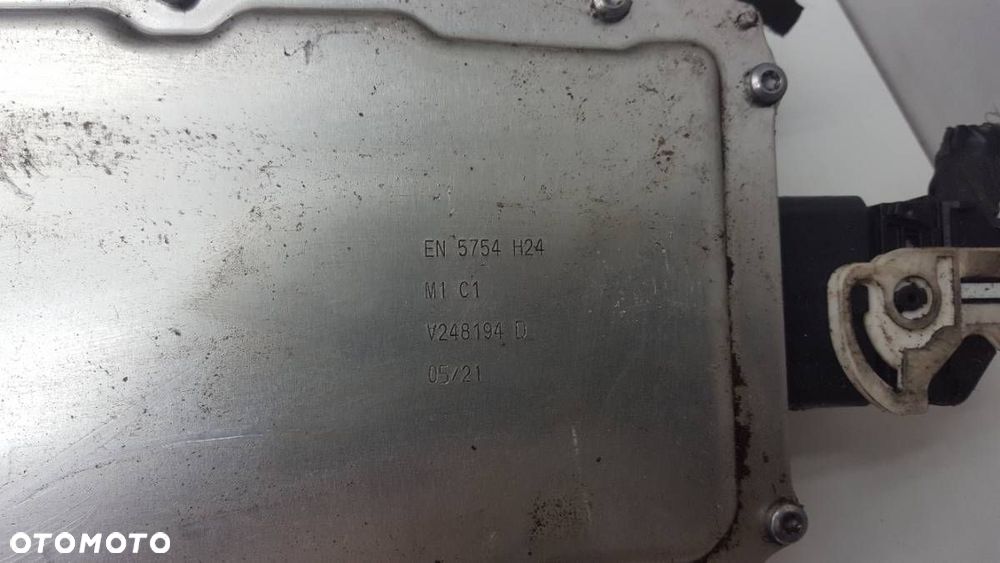 EN 5754 H24
M1 C1
V248194 D
05/21
OTOMOTO